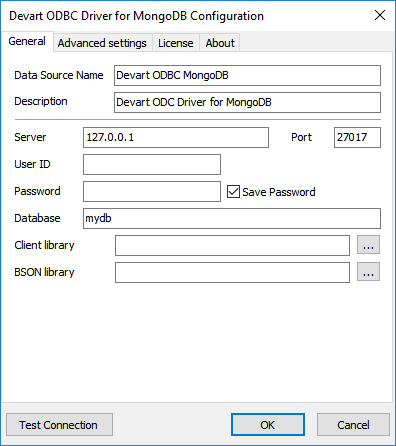 Devart ODBC Driver for MongoDB Configuration
General Advanced settings License About
Data Source Name Devart ODBC MongoDB
Description Devart ODC Driver for MongoDB
Server 127.0.0.1 Port 27017
User ID
Password Save Password
Database mydb
Client library ...
BSON library ...
Test Connection OK Cancel